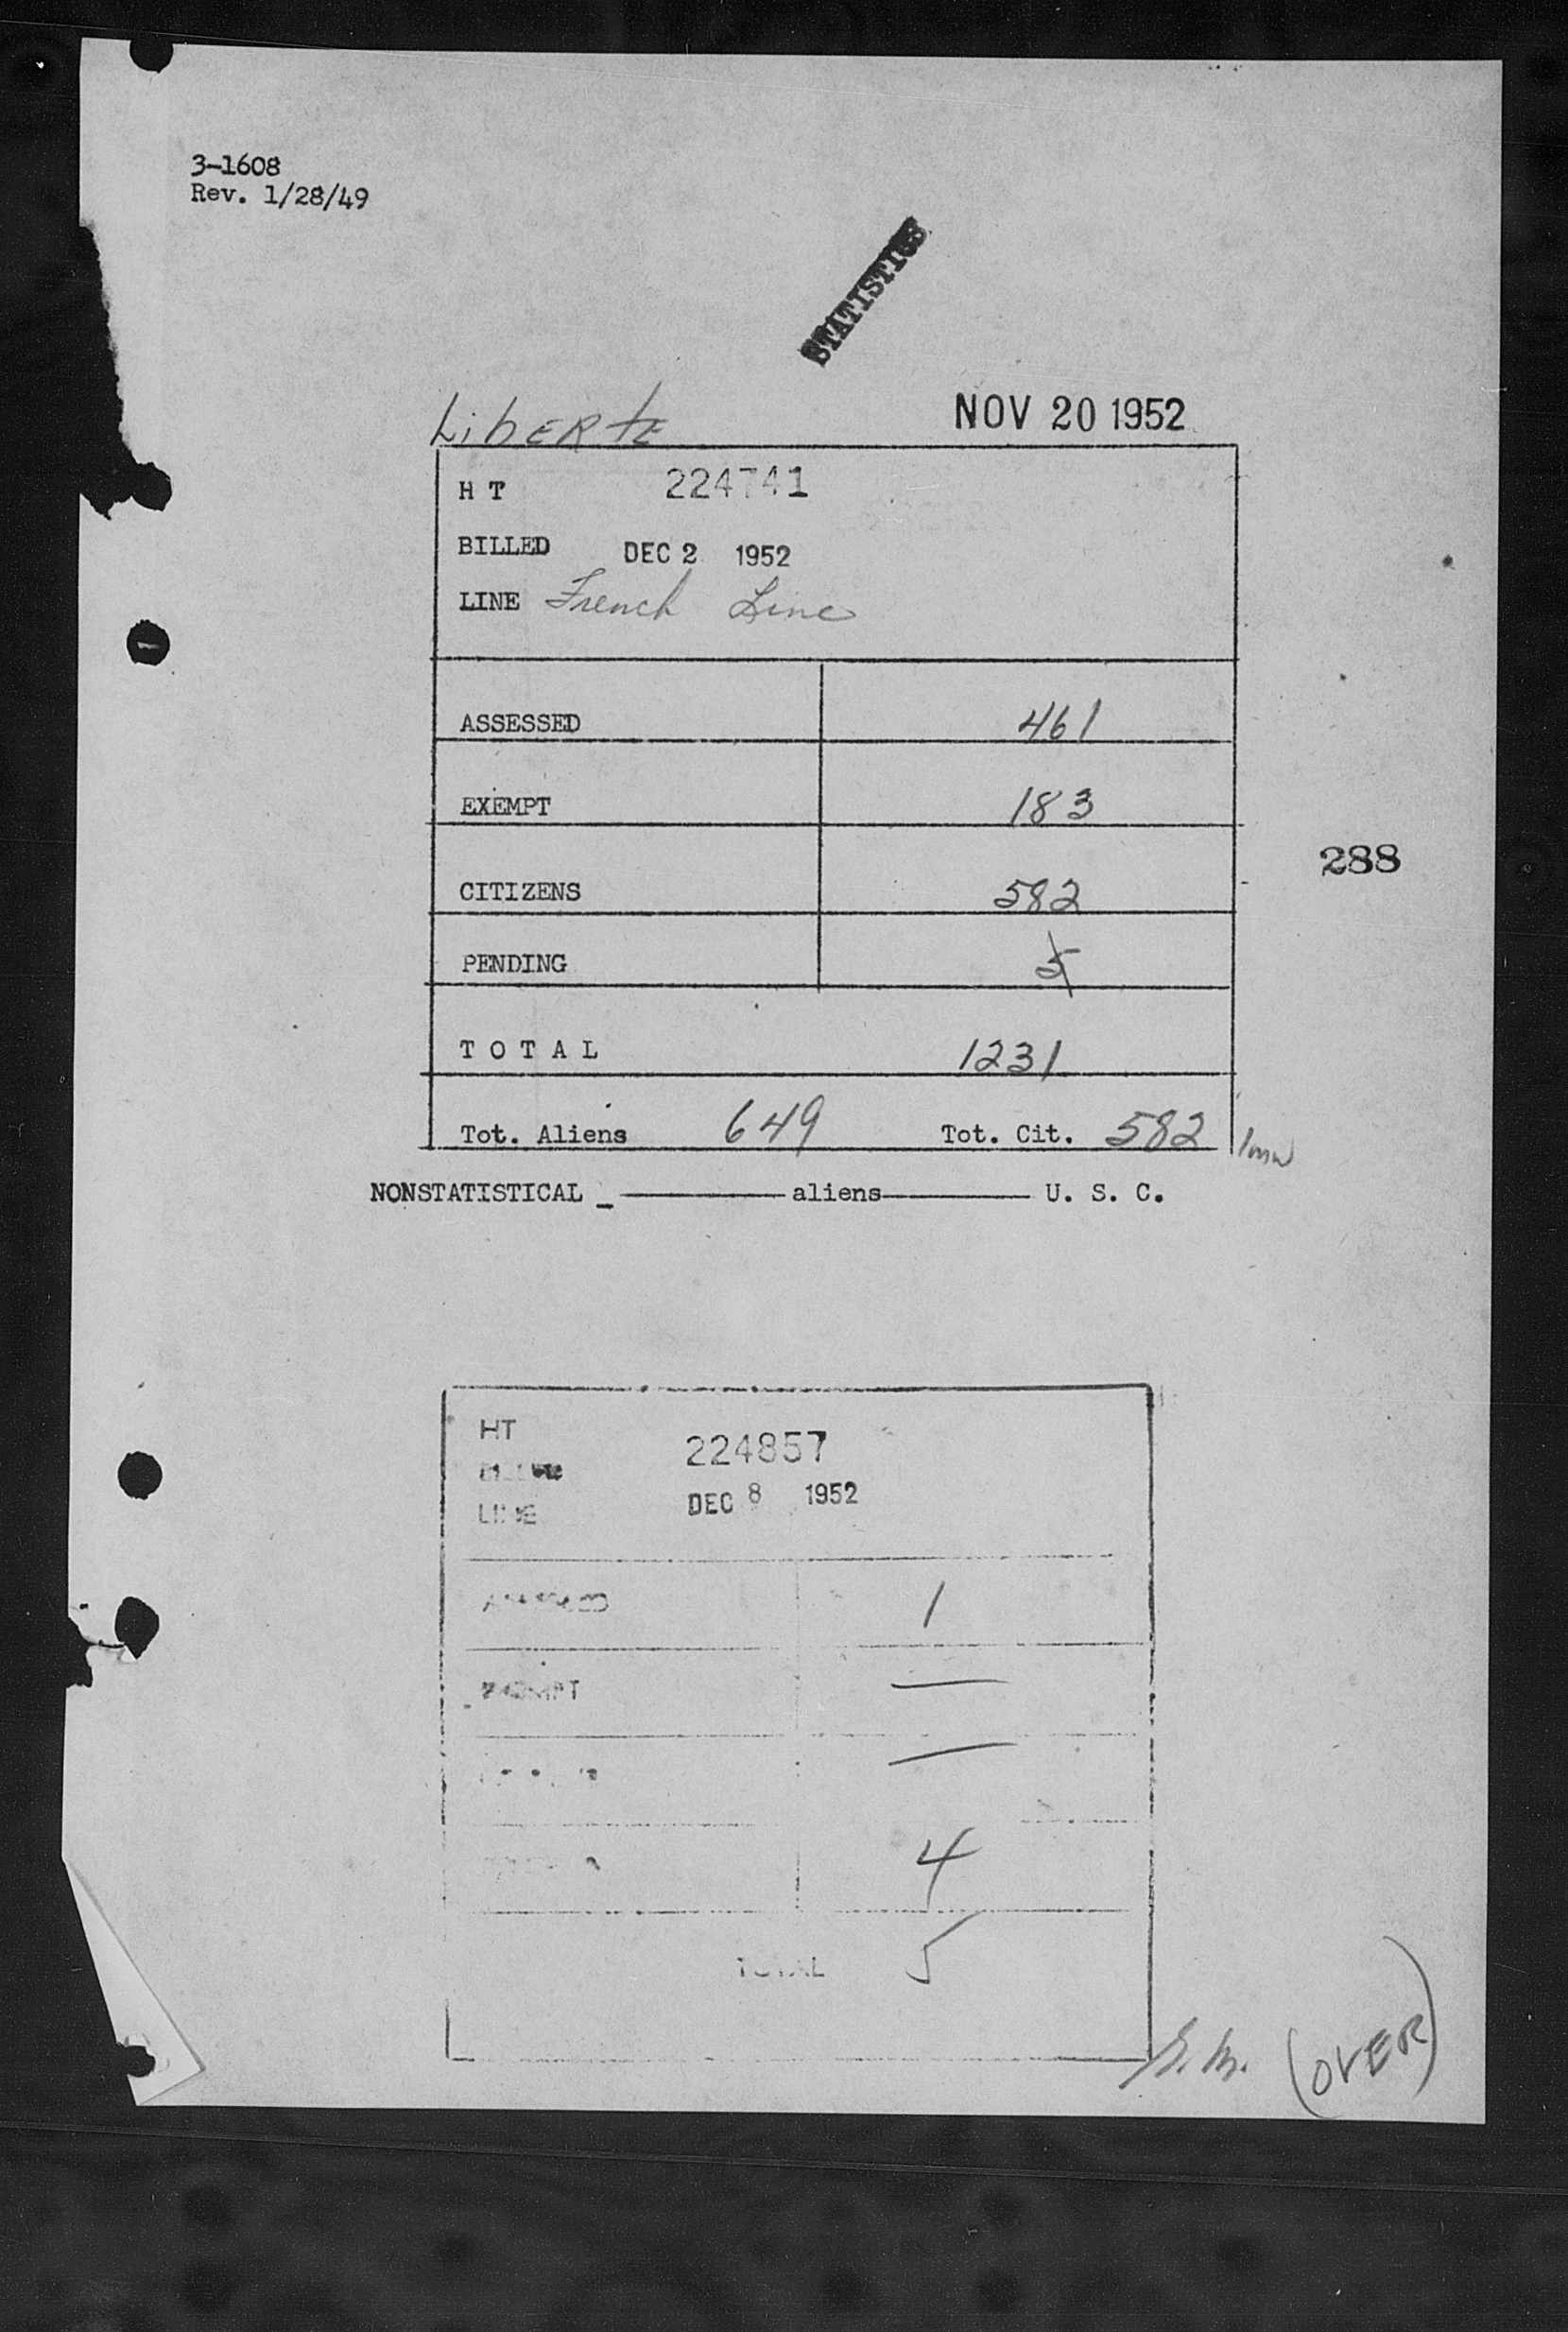 3-1608
Rev. 1/28/49
STATISTICS
LibERtE
NOV 20 1952
H T 224741
BILLED DEC 2 1952
LINE French Line
ASSESSED 461
EXEMPT 183
288
CITIZENS 582
PENDING 5
T O T A L 1231
Tot. Aliens 649 Tot. Cit. 582
NONSTATISTICAL _ aliens U. S. C.
HT 224857
DEC 8 1952
LINE
1
EXEMPT —
—
4
TOTAL 5
(OVER)